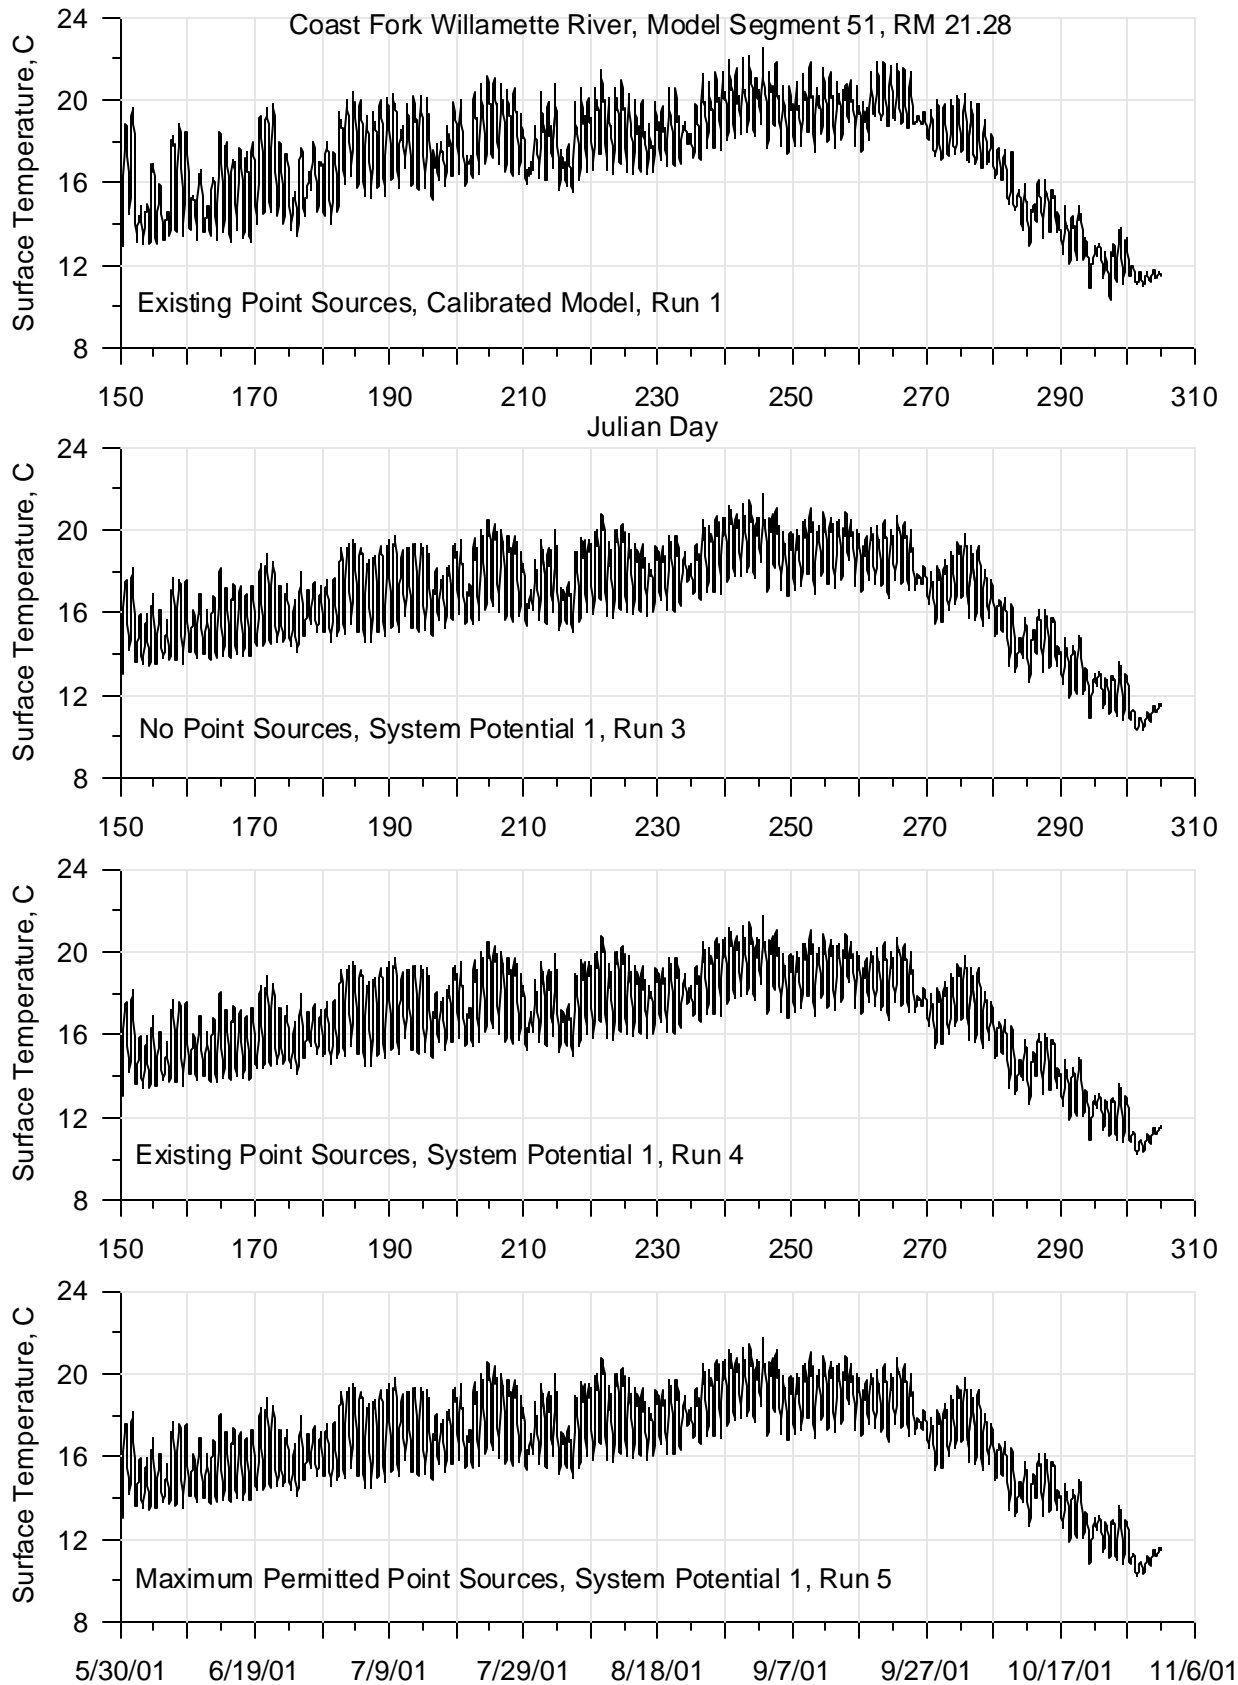 Coast Fork Willamette River, Model Segment 51, RM 21.28
Surface Temperature, C
24
20
16
12
8
Existing Point Sources, Calibrated Model, Run 1
150 170 190 210 230 250 270 290 310
Julian Day
Surface Temperature, C
24
20
16
12
8
No Point Sources, System Potential 1, Run 3
150 170 190 210 230 250 270 290 310
Surface Temperature, C
24
20
16
12
8
Existing Point Sources, System Potential 1, Run 4
150 170 190 210 230 250 270 290 310
Surface Temperature, C
24
20
16
12
8
Maximum Permitted Point Sources, System Potential 1, Run 5
5/30/01 6/19/01 7/9/01 7/29/01 8/18/01 9/7/01 9/27/01 10/17/01 11/6/01